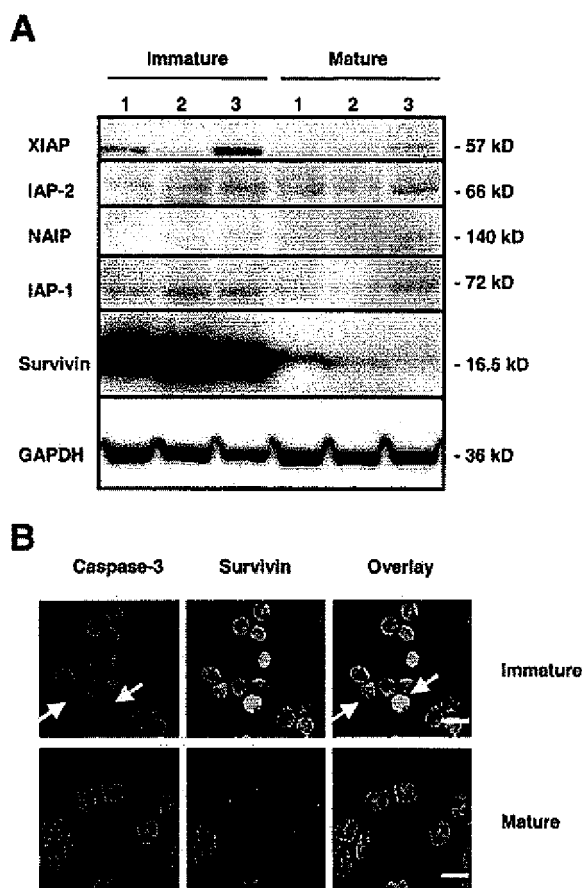 A
Immature Mature
1 2 3 1 2 3
XIAP - 57 kD
IAP-2 - 66 kD
NAIP - 140 kD
IAP-1 - 72 kD
Survivin - 16.5 kD
GAPDH - 36 kD
B
Caspase-3 Survivin Overlay
Immature
Mature